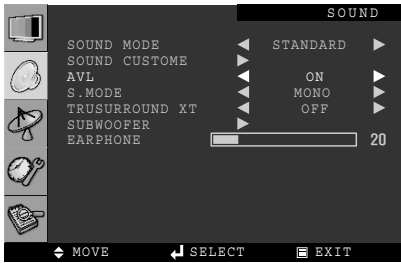 SOUND
SOUND MODE STANDARD
SOUND CUSTOME
AVL ON
S.MODE MONO
TRUSURROUND XT OFF
SUBWOOFER
EARPHONE 20
MOVE SELECT EXIT